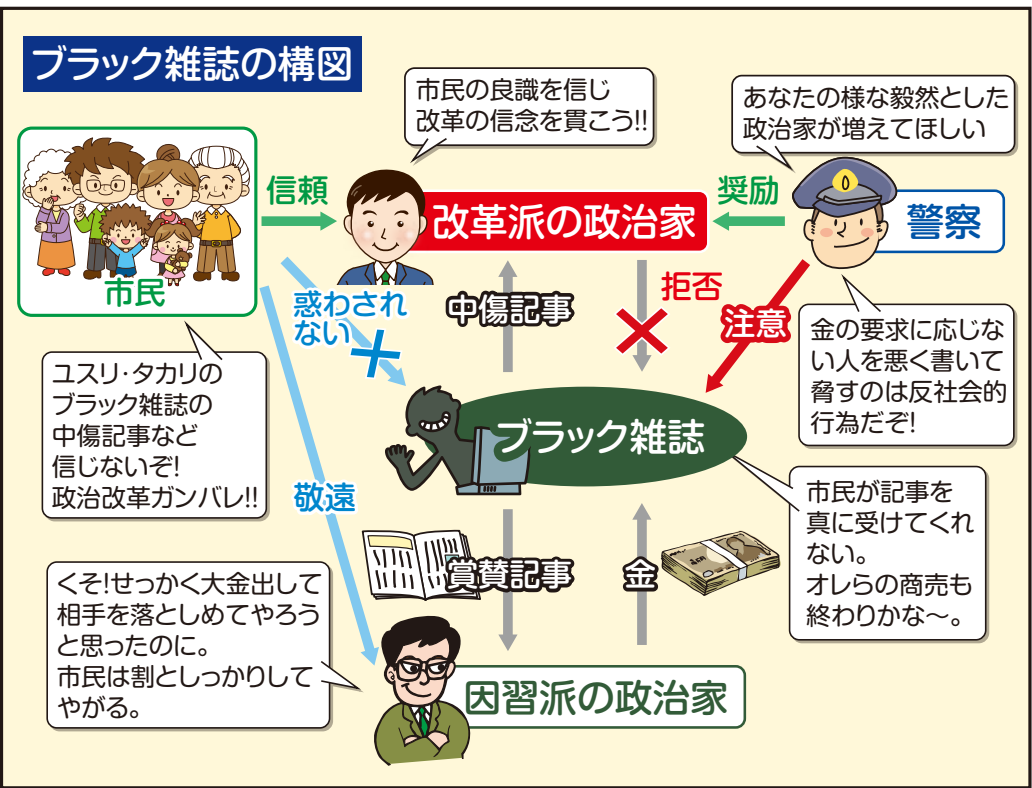 ブラック雑誌の構図
市民の良識を信じ
改革の信念を貫こう!!
あなたの様な毅然とした
政治家が増えてほしい
信頼
改革派の政治家
奨励
警察
市民
惑わされ
ない
中傷記事
拒否
注意
金の要求に応じな
い人を悪く書いて
脅すのは反社会的
行為だぞ!
ユスリ・タカリの
ブラック雑誌の
中傷記事など
信じないぞ!
政治改革ガンバレ!!
ブラック雑誌
敬遠
市民が記事を
真に受けてくれ
ない。
オレらの商売も
終わりかな〜。
賞賛記事
金
くそ!せっかく大金出して
相手を落としめてやろう
と思ったのに。
市民は割としっかりして
やがる。
因習派の政治家